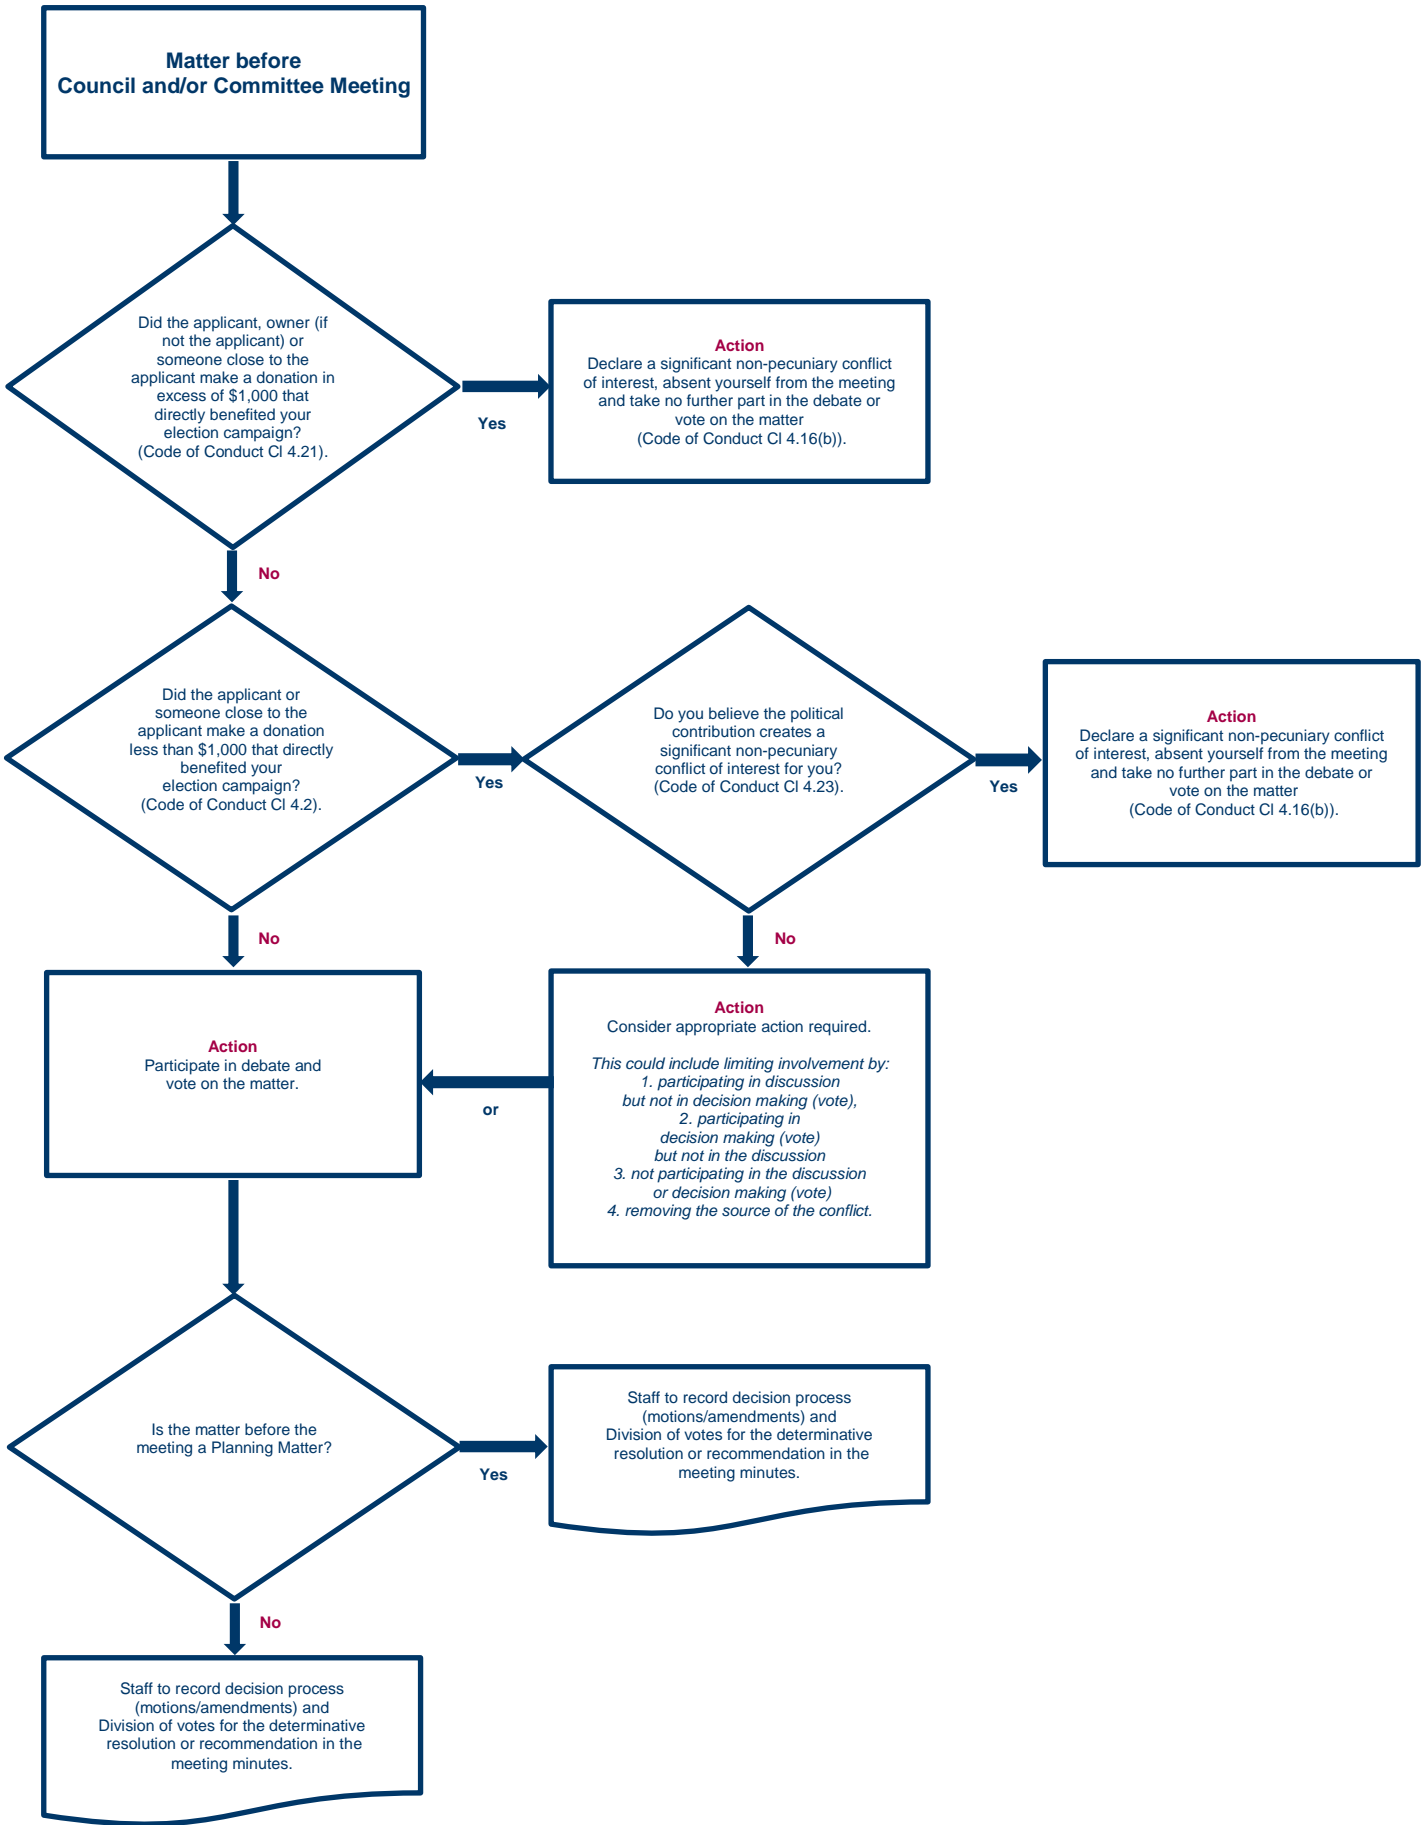 Matter before
Council and/or Committee Meeting
Did the applicant, owner (if
not the applicant) or
someone close to the
applicant make a donation in
excess of $1,000 that
directly benefited your
election campaign?
(Code of Conduct Cl 4.21).
Yes
Action
Declare a significant non-pecuniary conflict
of interest, absent yourself from the meeting
and take no further part in the debate or
vote on the matter
(Code of Conduct Cl 4.16(b)).
No
Did the applicant or
someone close to the
applicant make a donation
less than $1,000 that directly
benefited your
election campaign?
(Code of Conduct Cl 4.2).
Yes
Do you believe the political
contribution creates a
significant non-pecuniary
conflict of interest for you?
(Code of Conduct Cl 4.23).
Yes
Action
Declare a significant non-pecuniary conflict
of interest, absent yourself from the meeting
and take no further part in the debate or
vote on the matter
(Code of Conduct Cl 4.16(b)).
No
No
Action
Participate in debate and
vote on the matter.
or
Action
Consider appropriate action required.
This could include limiting involvement by:
1. participating in discussion
but not in decision making (vote),
2. participating in
decision making (vote)
but not in the discussion
3. not participating in the discussion
or decision making (vote)
4. removing the source of the conflict.
Is the matter before the
meeting a Planning Matter?
Yes
Staff to record decision process
(motions/amendments) and
Division of votes for the determinative
resolution or recommendation in the
meeting minutes.
No
Staff to record decision process
(motions/amendments) and
Division of votes for the determinative
resolution or recommendation in the
meeting minutes.